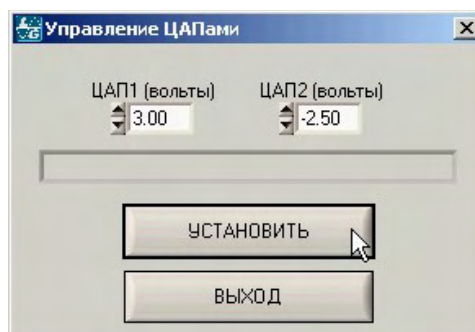 Управление ЦАПами
ЦАП1 (вольты) ЦАП2 (вольты)
3.00 -2.50
УСТАНОВИТЬ
ВЫХОД